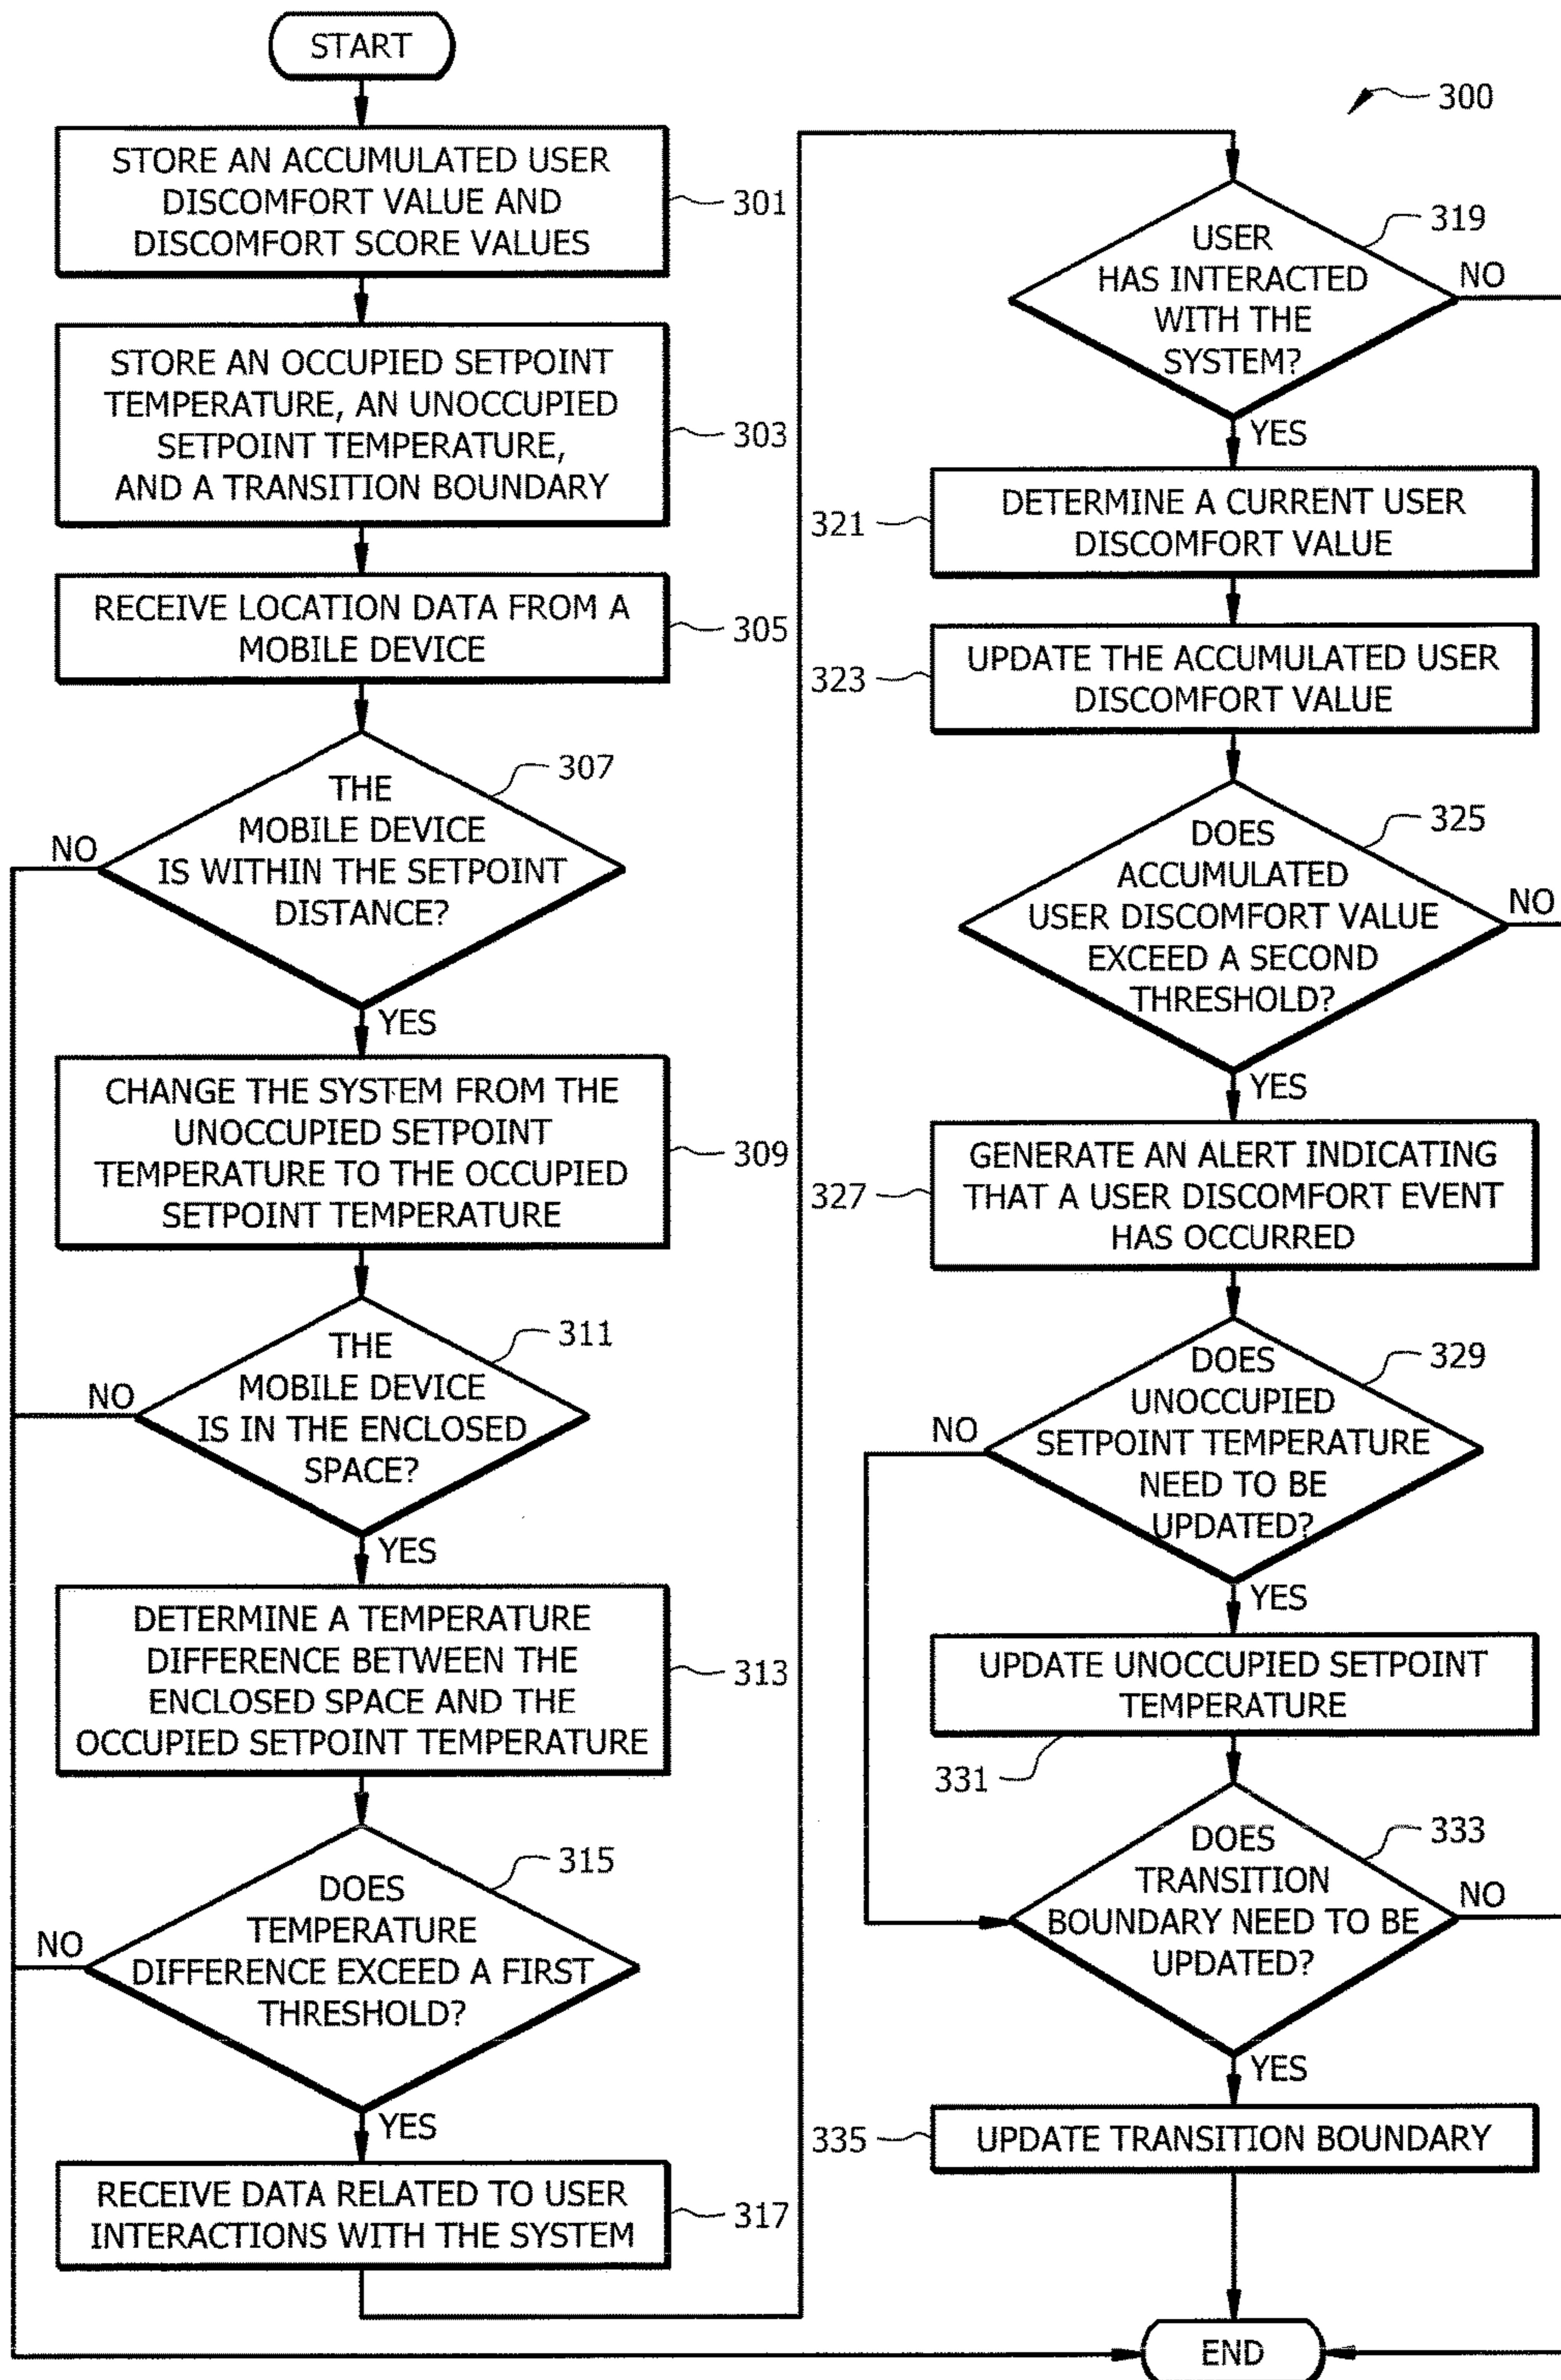 START
STORE AN ACCUMULATED USER
DISCOMFORT VALUE AND
DISCOMFORT SCORE VALUES
301
STORE AN OCCUPIED SETPOINT
TEMPERATURE, AN UNOCCUPIED
SETPOINT TEMPERATURE,
AND A TRANSITION BOUNDARY
303
RECEIVE LOCATION DATA FROM A
MOBILE DEVICE
305
307
THE
MOBILE DEVICE
IS WITHIN THE SETPOINT
DISTANCE?
NO
YES
CHANGE THE SYSTEM FROM THE
UNOCCUPIED SETPOINT
TEMPERATURE TO THE OCCUPIED
SETPOINT TEMPERATURE
309
311
THE
MOBILE DEVICE
IS IN THE ENCLOSED
SPACE?
NO
YES
DETERMINE A TEMPERATURE
DIFFERENCE BETWEEN THE
ENCLOSED SPACE AND THE
OCCUPIED SETPOINT TEMPERATURE
313
315
DOES
TEMPERATURE
DIFFERENCE EXCEED A FIRST
THRESHOLD?
NO
YES
RECEIVE DATA RELATED TO USER
INTERACTIONS WITH THE SYSTEM
317
300
319
USER
HAS INTERACTED
WITH THE
SYSTEM?
NO
YES
DETERMINE A CURRENT USER
DISCOMFORT VALUE
321
UPDATE THE ACCUMULATED USER
DISCOMFORT VALUE
323
325
DOES
ACCUMULATED
USER DISCOMFORT VALUE
EXCEED A SECOND
THRESHOLD?
NO
YES
GENERATE AN ALERT INDICATING
THAT A USER DISCOMFORT EVENT
HAS OCCURRED
327
329
DOES
UNOCCUPIED
SETPOINT TEMPERATURE
NEED TO BE
UPDATED?
NO
YES
UPDATE UNOCCUPIED SETPOINT
TEMPERATURE
331
333
DOES
TRANSITION
BOUNDARY NEED TO BE
UPDATED?
NO
YES
UPDATE TRANSITION BOUNDARY
335
END